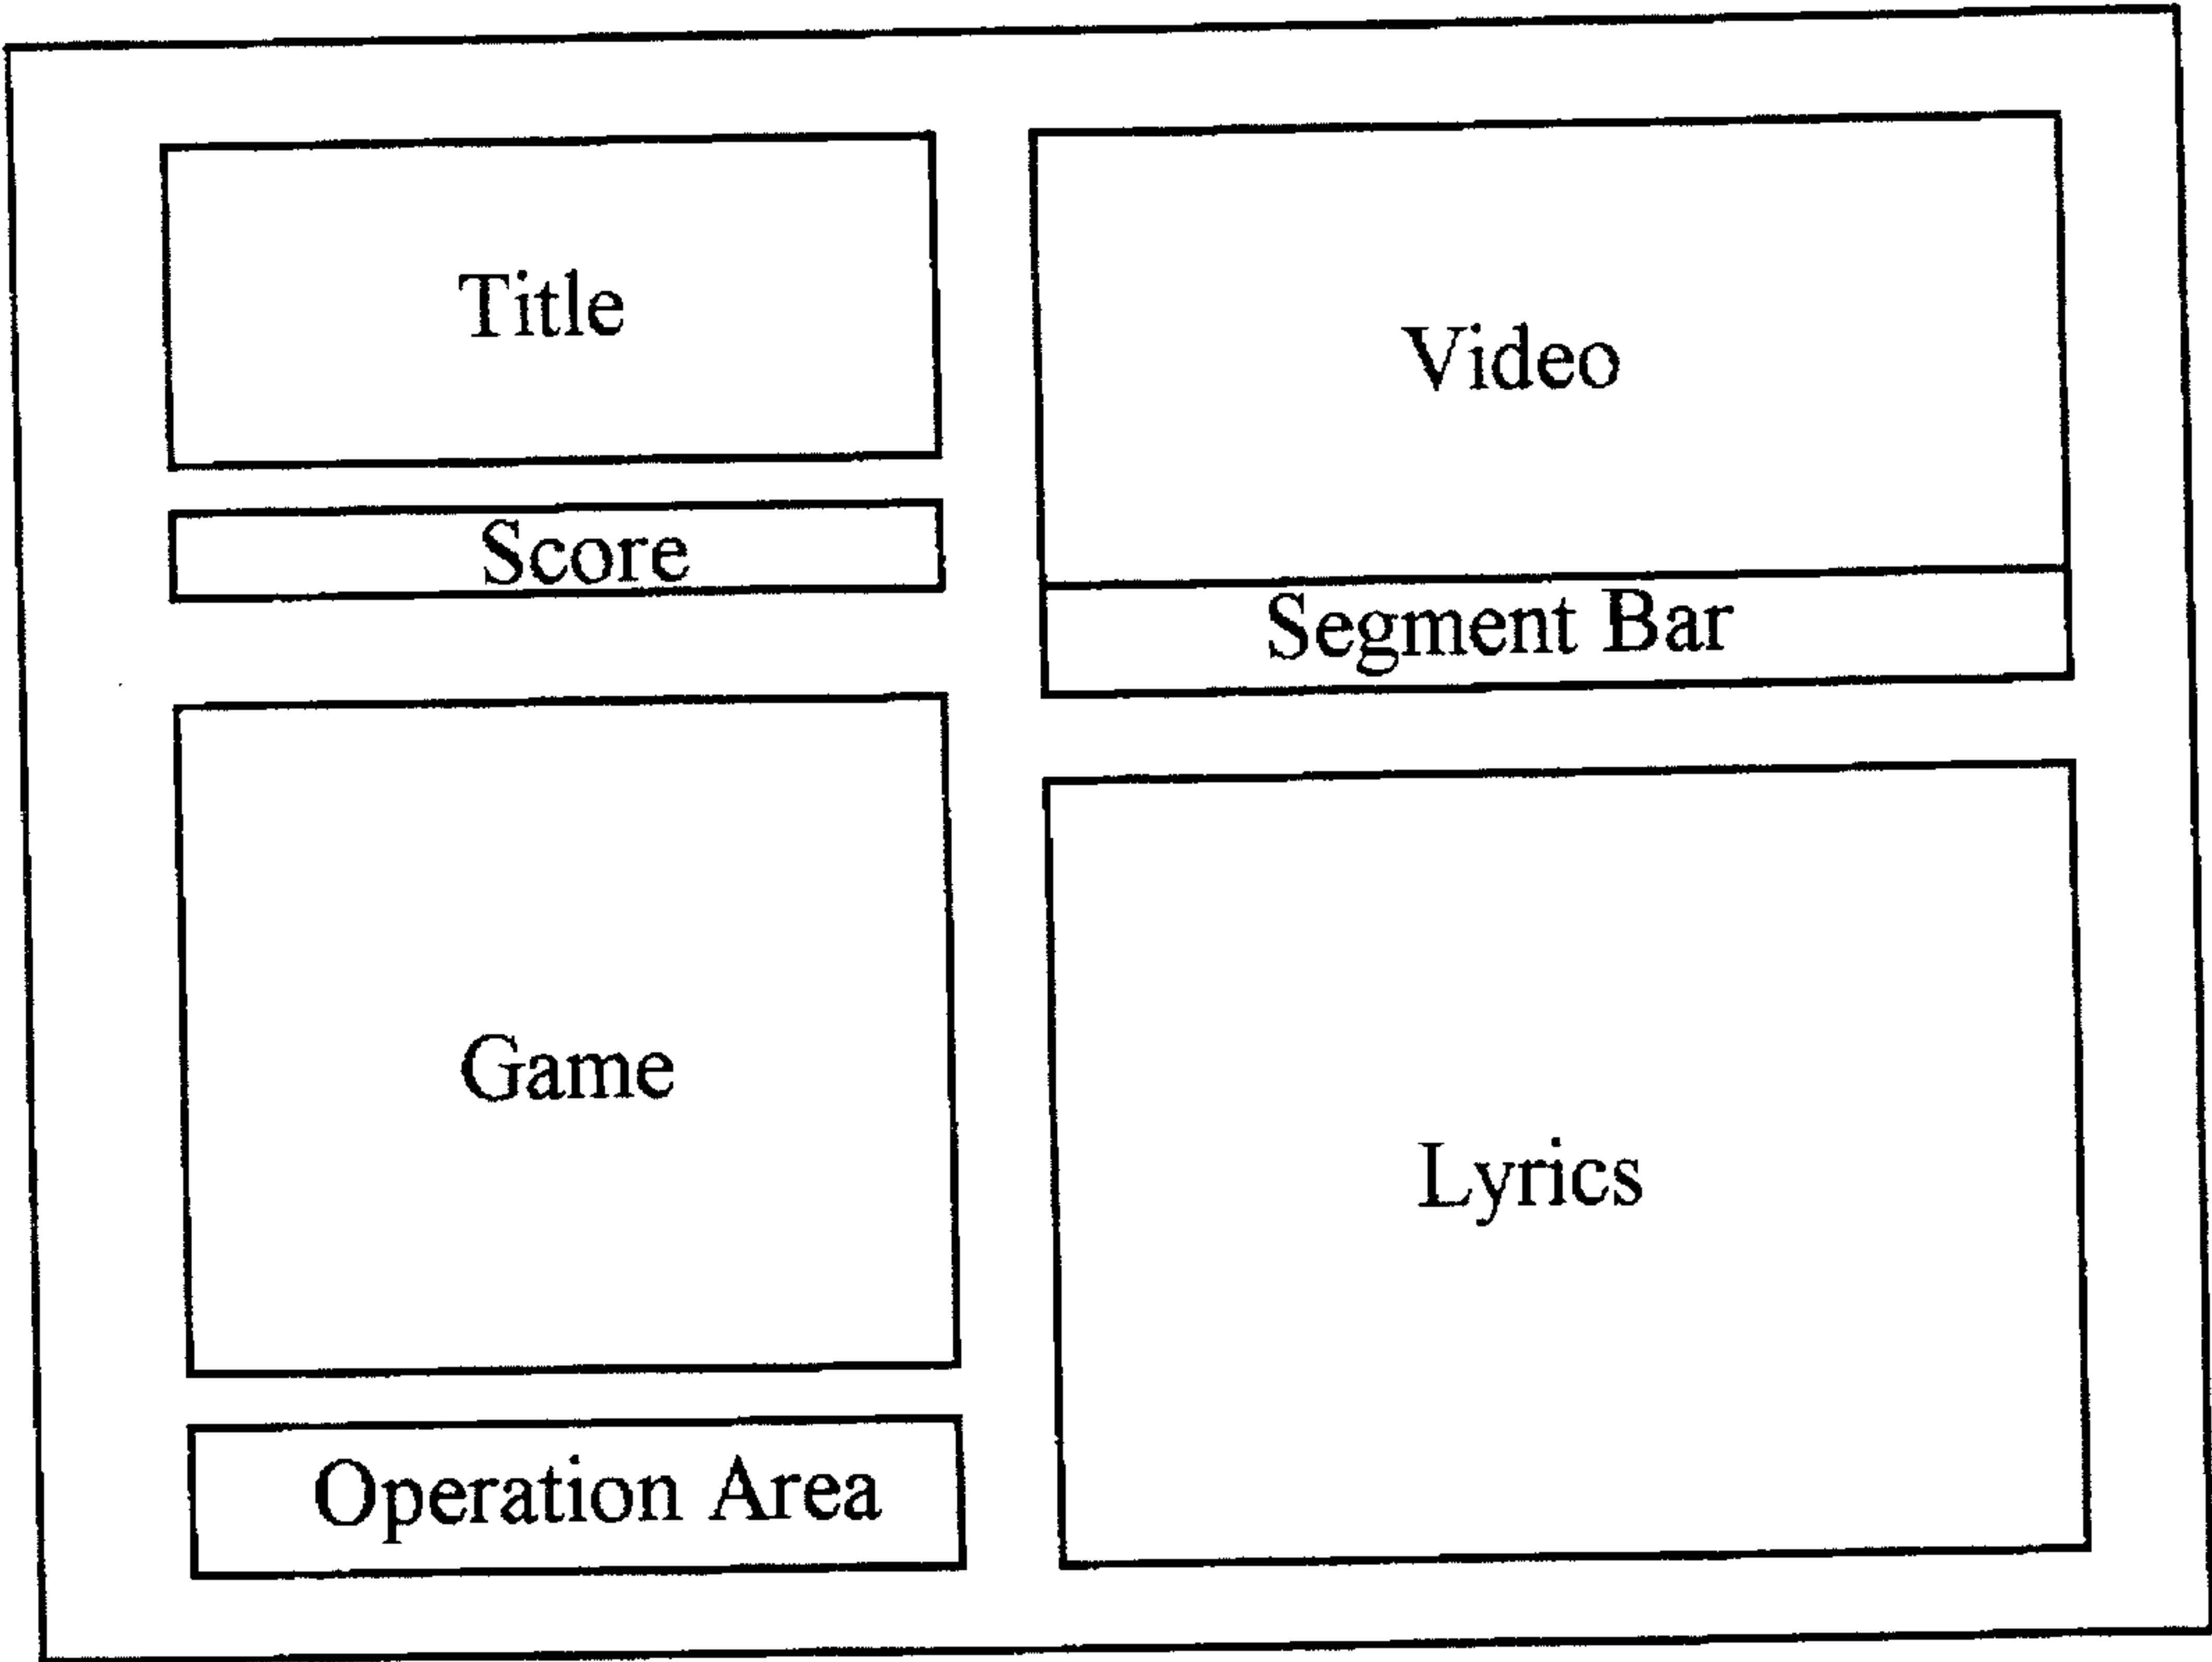 Title
Score
Game
Operation Area
Video
Segment Bar
Lyrics